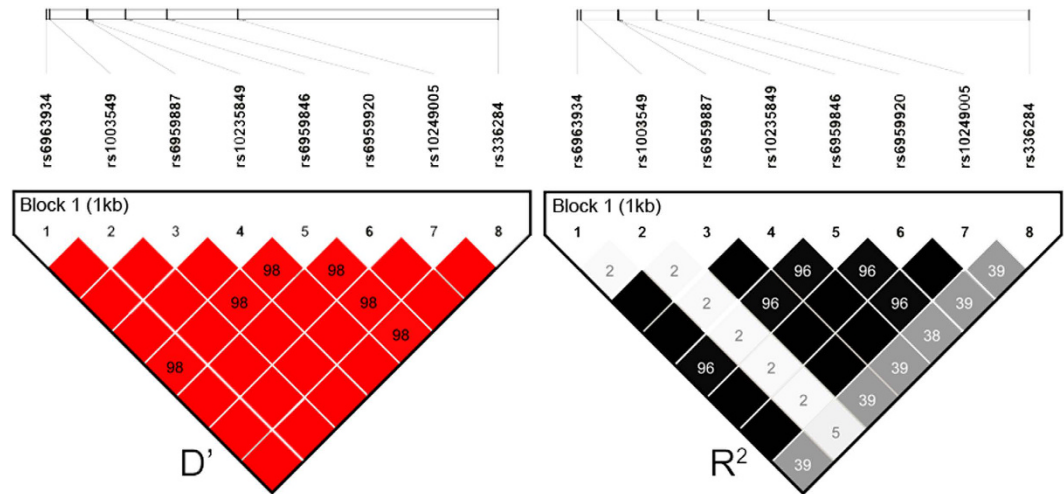 rs6963934 rs1003549 rs6959887 rs10235849 rs6959846 rs6959920 rs10249005 rs336284
Block 1 (1kb)
1 2 3 4 5 6 7 8
98 98
98 98
98
98
D’
rs6963934 rs1003549 rs6959887 rs10235849 rs6959846 rs6959920 rs10249005 rs336284
Block 1 (1kb)
1 2 3 4 5 6 7 8
2 2 96 96 39
2 96 96 39
2 38
96 2 39
2 39
5
39
R²